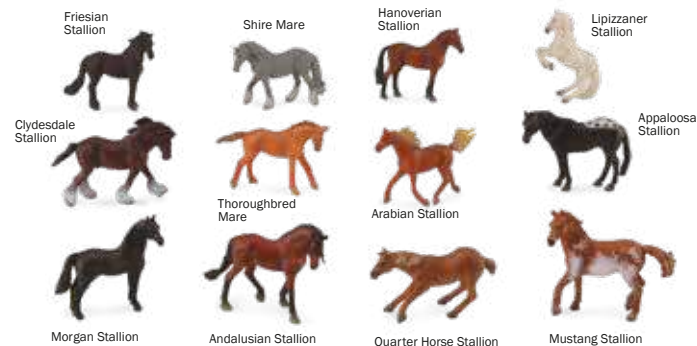 Friesian
Stallion
Shire Mare
Hanoverian
Stallion
Lipizzaner
Stallion
Clydesdale
Stallion
Thoroughbred
Mare
Arabian Stallion
Appaloosa
Stallion
Morgan Stallion
Andalusian Stallion
Quarter Horse Stallion
Mustang Stallion